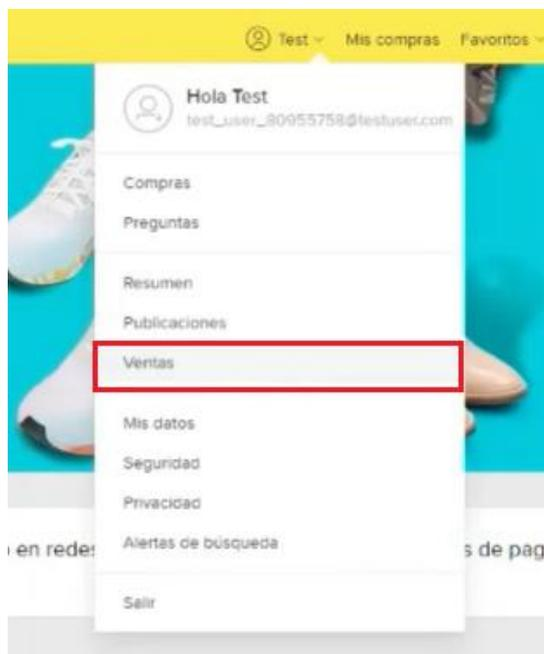 Test Mis compras Favoritos
Hola Test
test_user_80955758@testuser.com
Compras
Preguntas
Resumen
Publicaciones
Ventas
Mis datos
Seguridad
Privacidad
Alertas de búsqueda
en redes
s de pag
Salir